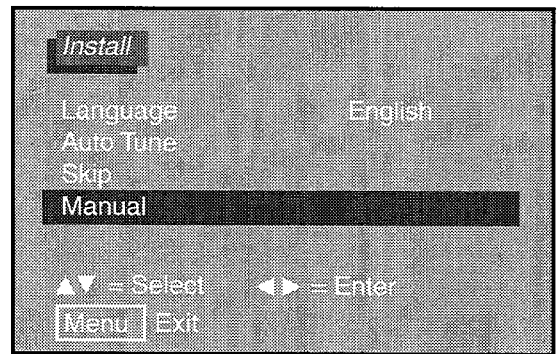 Install
Language English
Auto Tune
Skip
Manual
▲▼ = Select ◀▶ = Enter
Menu Exit